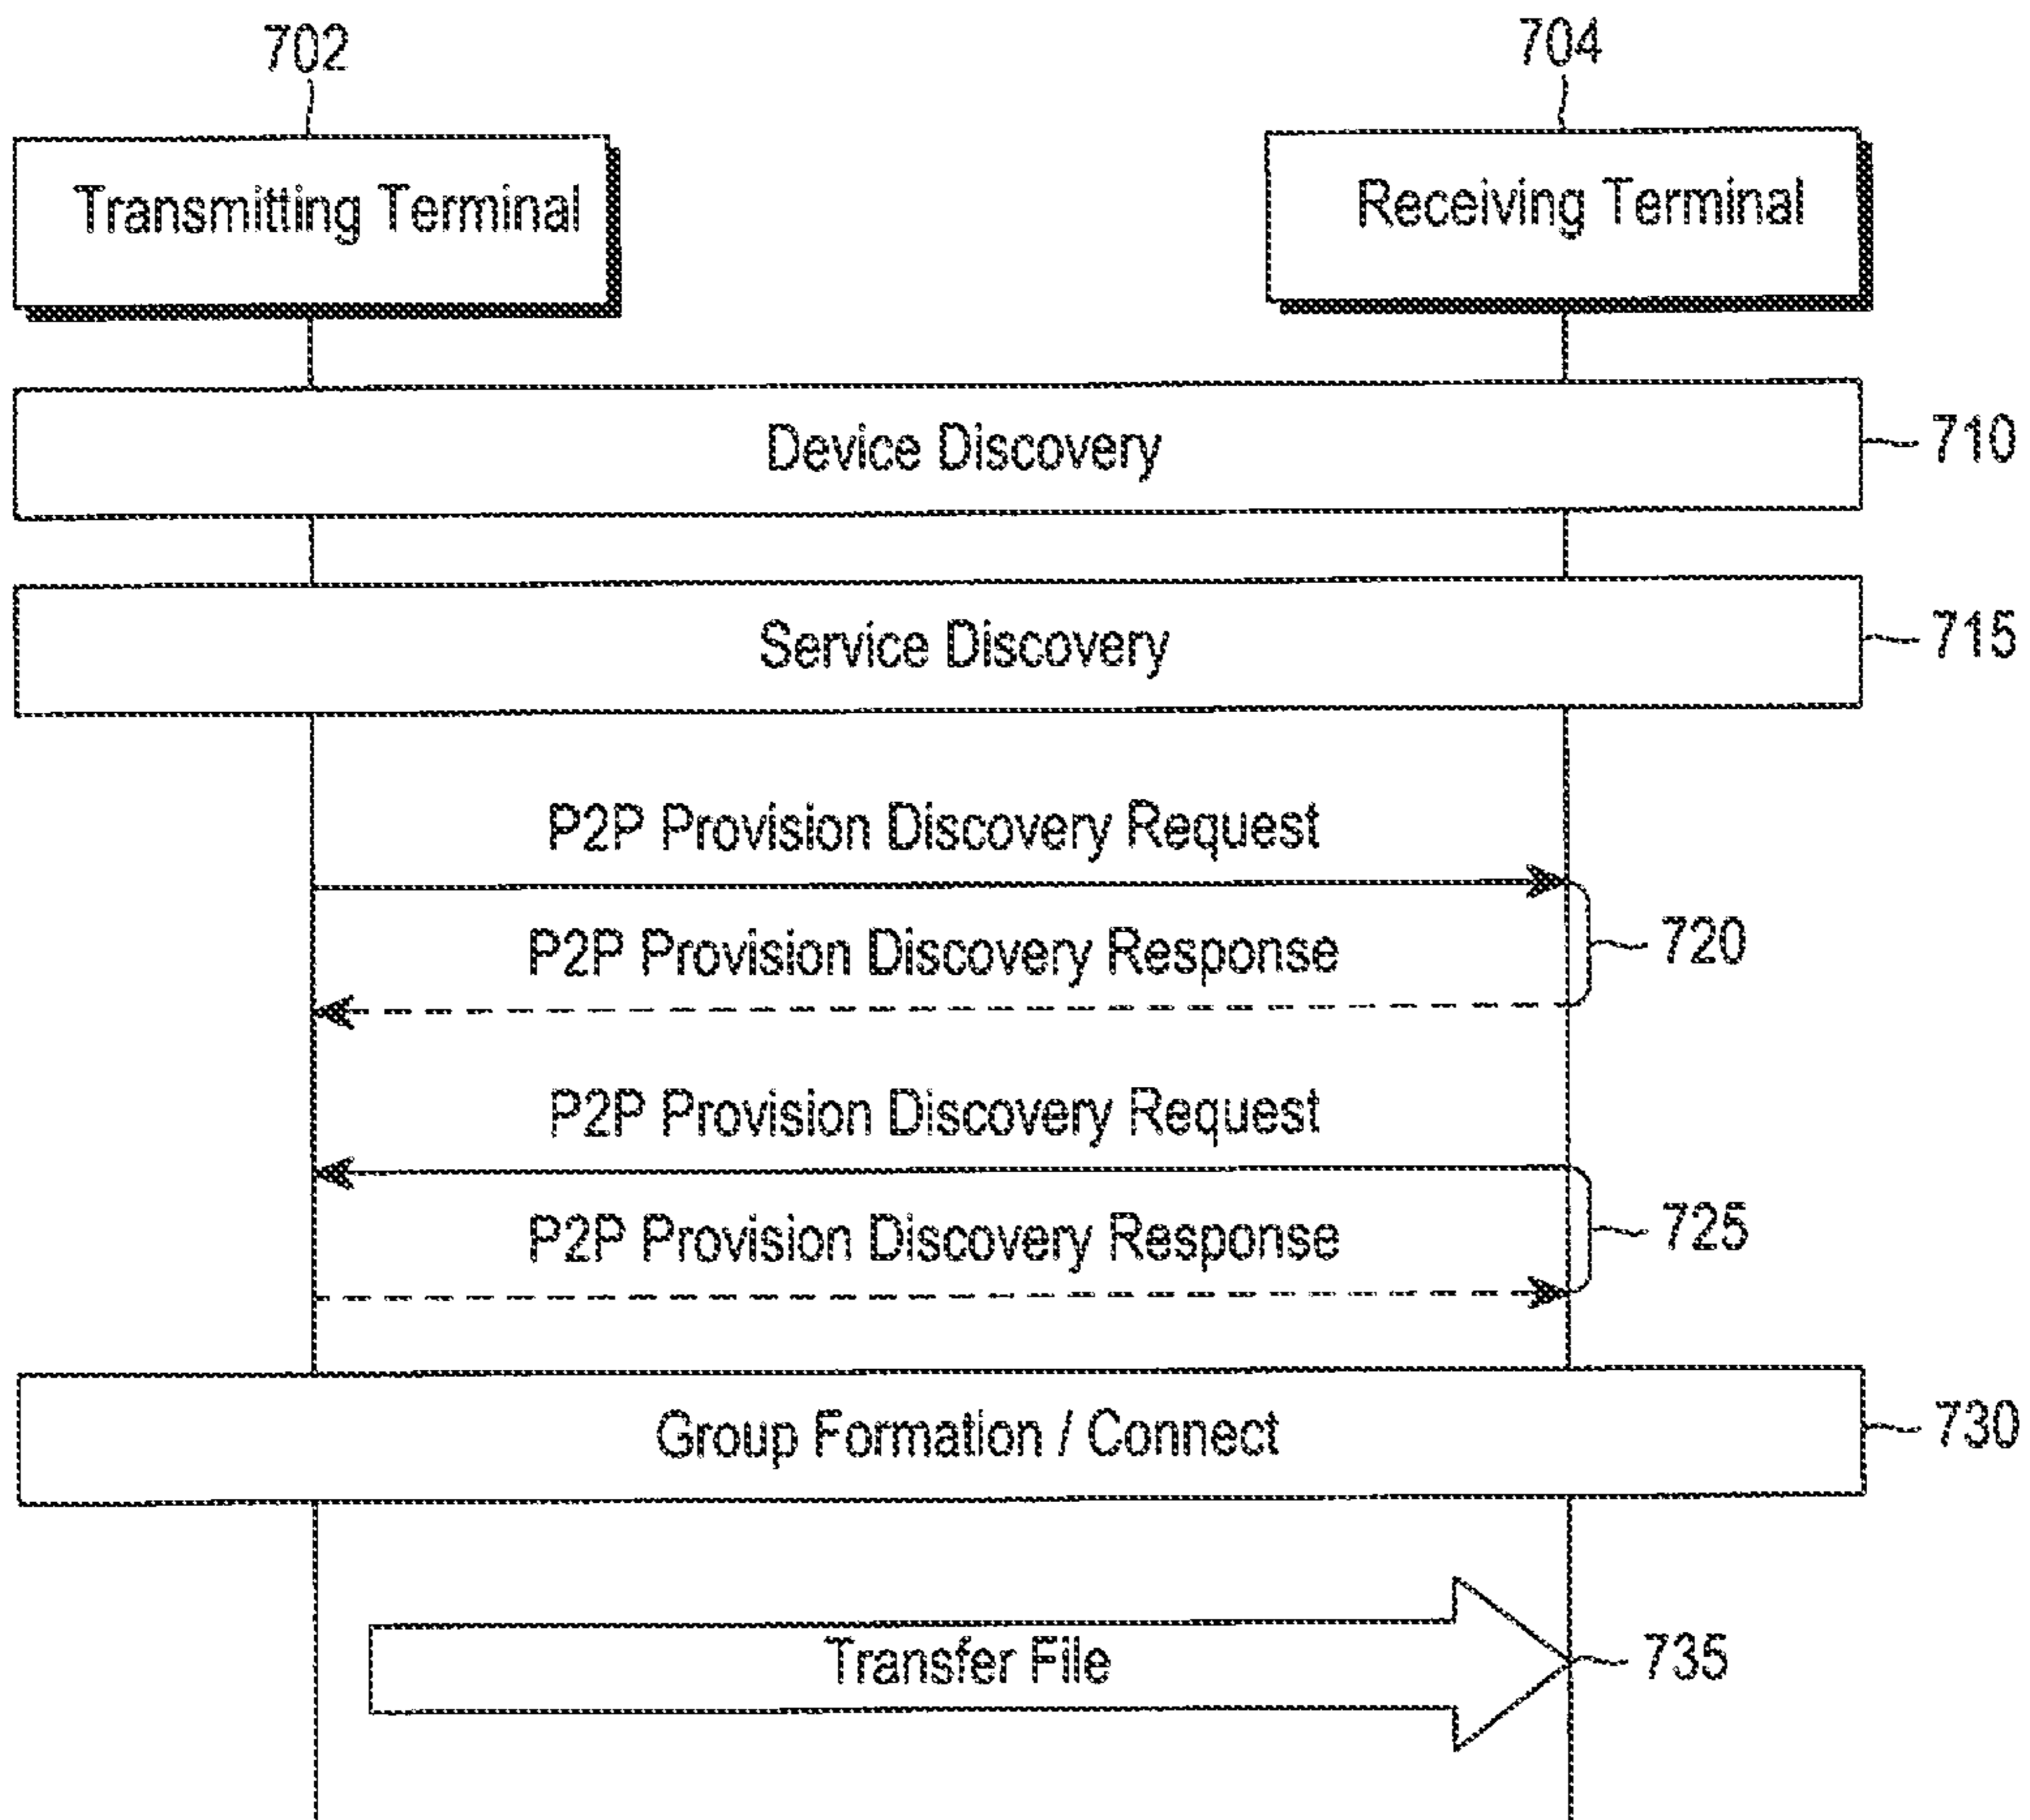 702
704
Transmitting Terminal
Receiving Terminal
Device Discovery
710
Service Discovery
715
P2P Provision Discovery Request
P2P Provision Discovery Response
720
P2P Provision Discovery Request
P2P Provision Discovery Response
725
Group Formation / Connect
730
Transfer File
735